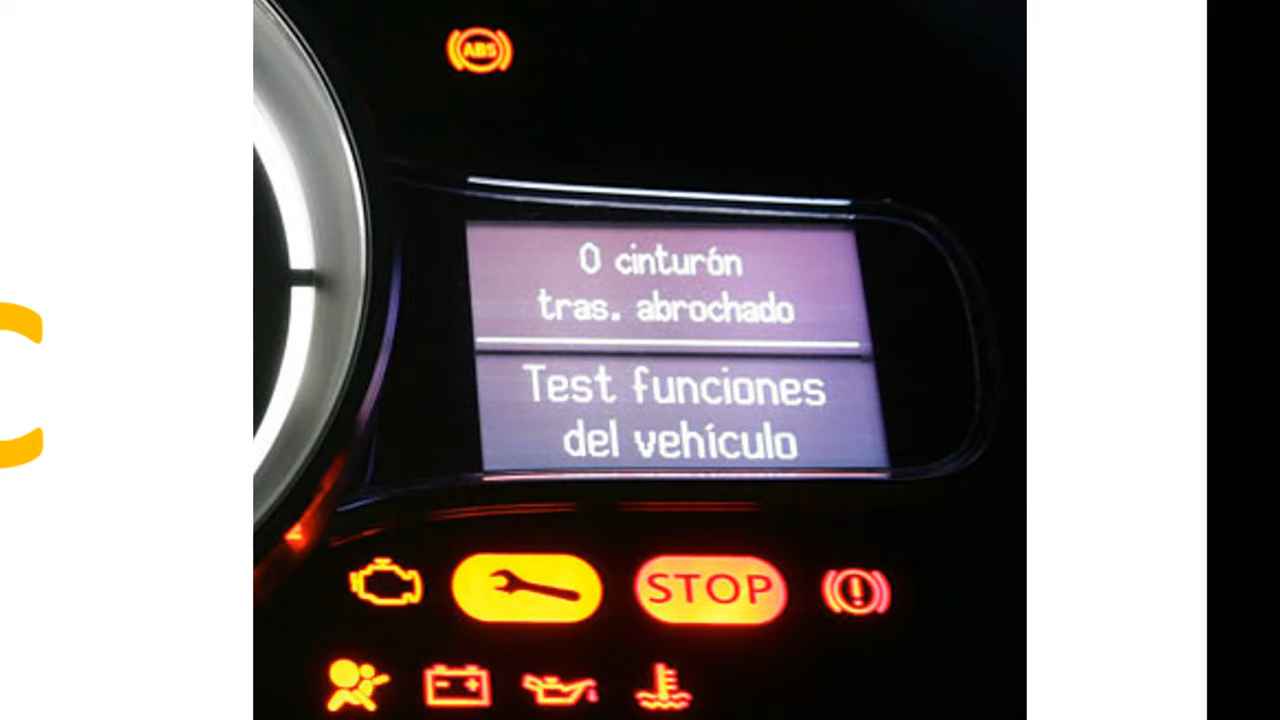 ABS
0 cinturón
tras. abrochado
Test funciones
del vehículo
STOP